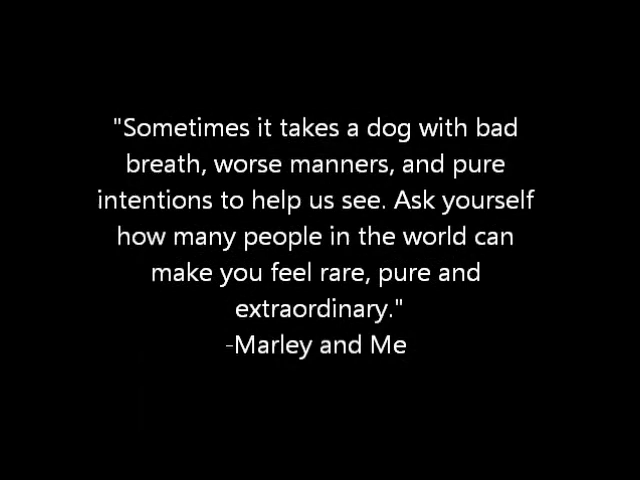 "Sometimes it takes a dog with bad
breath, worse manners, and pure
intentions to help us see. Ask yourself
how many people in the world can
make you feel rare, pure and
extraordinary."
-Marley and Me